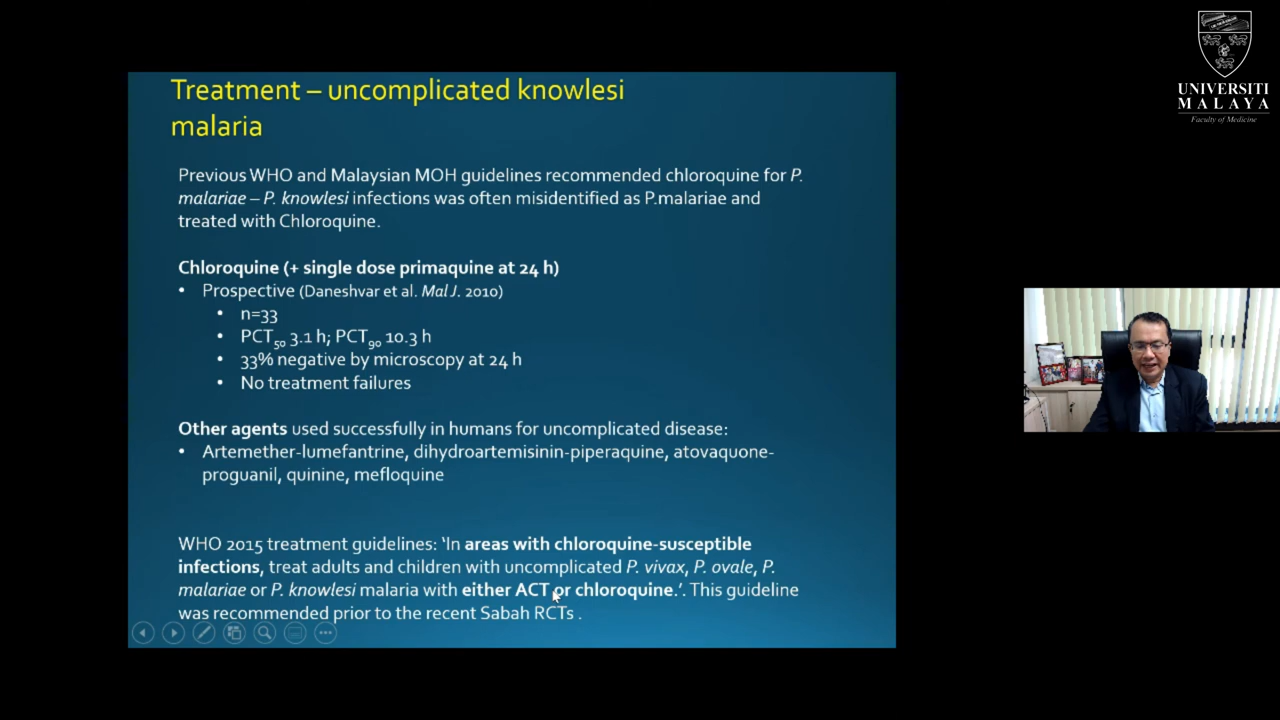 Treatment – uncomplicated knowlesi
malaria
Previous WHO and Malaysian MOH guidelines recommended chloroquine for P.
malariae – P. knowlesi infections was often misidentified as P.malariae and
treated with Chloroquine.
Chloroquine (+ single dose primaquine at 24 h)
• Prospective (Daneshvar et al. Mal J. 2010)
• n=33
• PCT50 3.1 h; PCT90 10.3 h
• 33% negative by microscopy at 24 h
• No treatment failures
Other agents used successfully in humans for uncomplicated disease:
• Artemether-lumefantrine, dihydroartemisinin-piperaquine, atovaquone-
proguanil, quinine, mefloquine
WHO 2015 treatment guidelines: ‘In areas with chloroquine-susceptible
infections, treat adults and children with uncomplicated P. vivax, P. ovale, P.
malariae or P. knowlesi malaria with either ACT or chloroquine.’. This guideline
was recommended prior to the recent Sabah RCTs .
UNIVERSITI
MALAYA
Faculty of Medicine